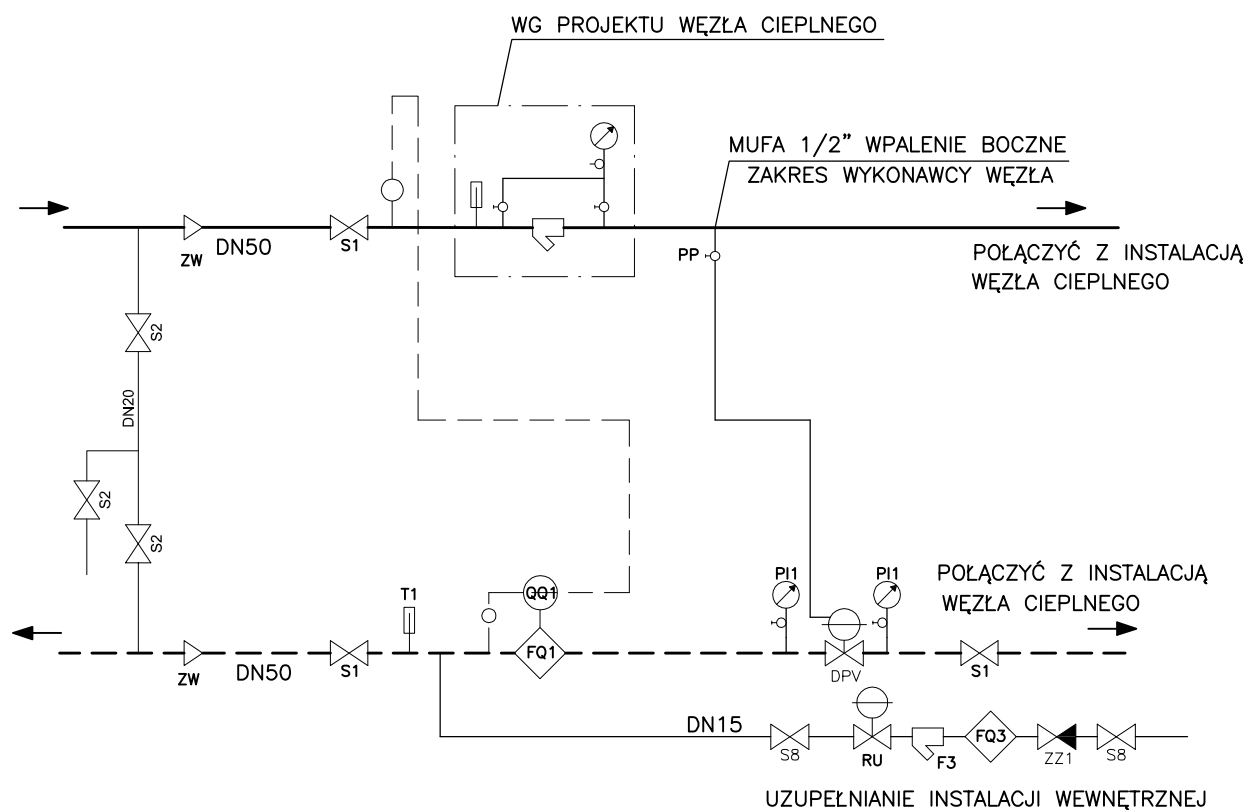 WG PROJEKTU WĘZŁA CIEPLNEGO
MUFA 1/2” WPALENIE BOCZNE
ZAKRES WYKONAWCY WĘZŁA
ZW
DN50
S1
PP
POŁĄCZYĆ Z INSTALACJĄ
WĘZŁA CIEPLNEGO
S2
DN20
S2
S2
T1
QQ1
PI1
PI1
POŁĄCZYĆ Z INSTALACJĄ
WĘZŁA CIEPLNEGO
ZW
DN50
S1
FQ1
DPV
S1
DN15
S8
RU
F3
FQ3
ZZ1
S8
UZUPEŁNIANIE INSTALACJI WEWNĘTRZNEJ